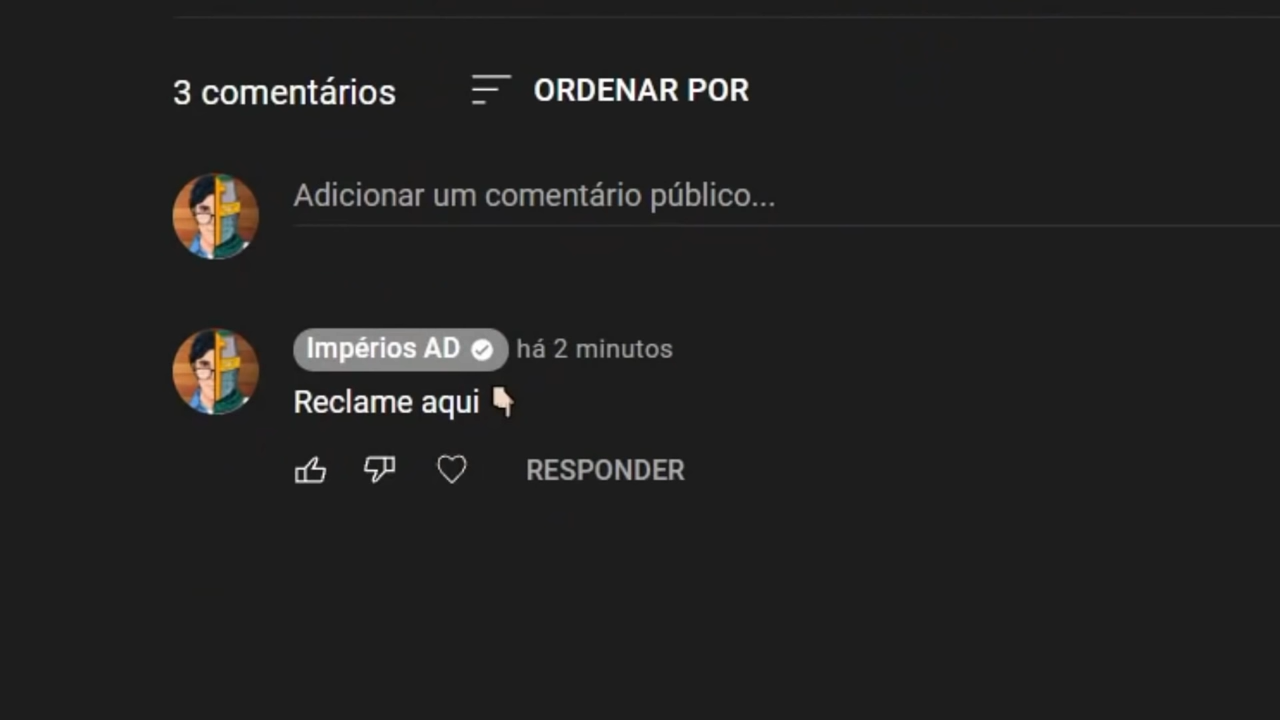 3 comentários
ORDENAR POR
Adicionar um comentário público...
Impérios AD há 2 minutos
Reclame aqui 👇🏻
RESPONDER